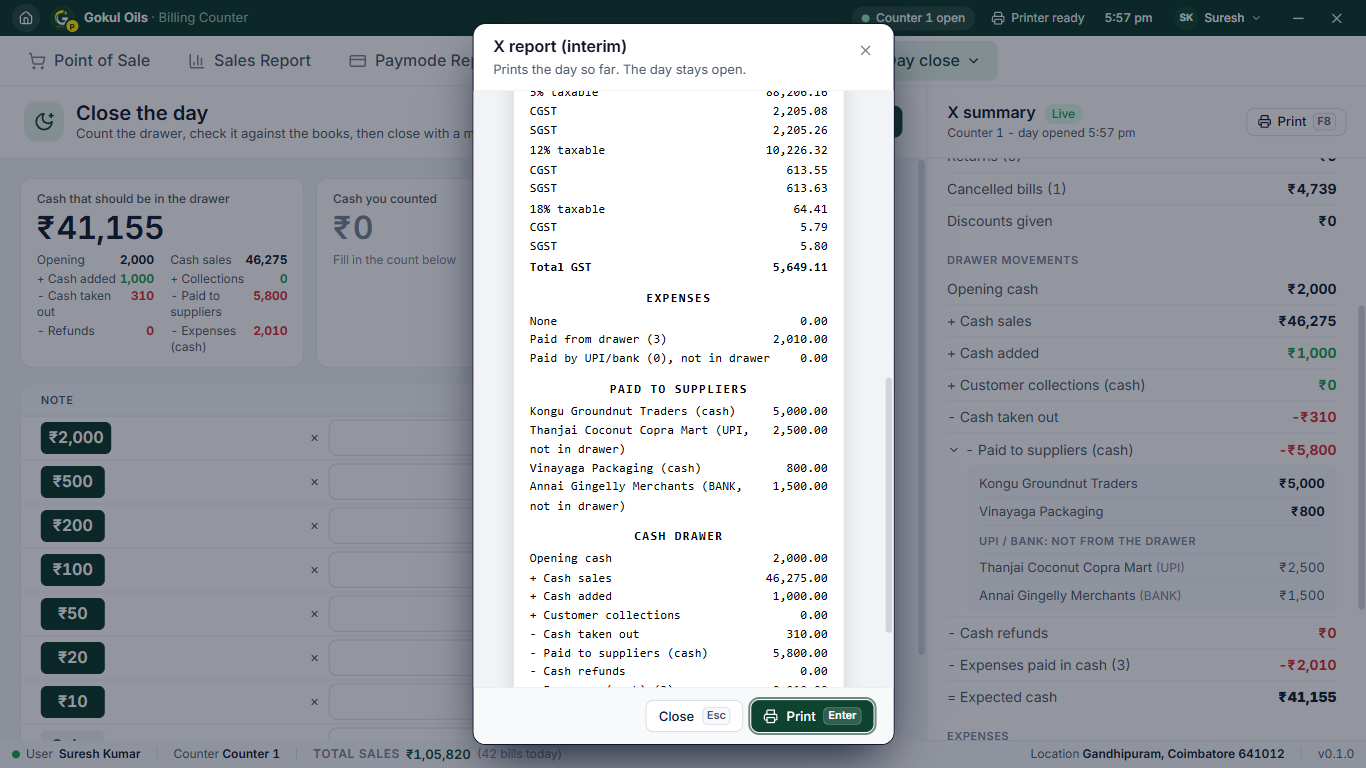 Gokul Oils · Billing Counter
Counter 1 open
Printer ready
5:57 pm
SK Suresh
Point of Sale
Sales Report
Paymode Rep
ay close
X report (interim)
Prints the day so far. The day stays open.
Close the day
Count the drawer, check it against the books, then close with a m
Cash that should be in the drawer
₹41,155
Opening 2,000 Cash sales 46,275
+ Cash added 1,000 + Collections 0
- Cash taken out 310 - Paid to suppliers 5,800
- Refunds 0 - Expenses (cash) 2,010
Cash you counted
₹0
Fill in the count below
NOTE
₹2,000 ×
₹500 ×
₹200 ×
₹100 ×
₹50 ×
₹20 ×
₹10 ×
5% taxable 88,206.16
CGST 2,205.08
SGST 2,205.26
12% taxable 10,226.32
CGST 613.55
SGST 613.63
18% taxable 64.41
CGST 5.79
SGST 5.80
Total GST 5,649.11
EXPENSES
None 0.00
Paid from drawer (3) 2,010.00
Paid by UPI/bank (0), not in drawer 0.00
PAID TO SUPPLIERS
Kongu Groundnut Traders (cash) 5,000.00
Thanjai Coconut Copra Mart (UPI, 2,500.00
not in drawer)
Vinayaga Packaging (cash) 800.00
Annai Gingelly Merchants (BANK, 1,500.00
not in drawer)
CASH DRAWER
Opening cash 2,000.00
+ Cash sales 46,275.00
+ Cash added 1,000.00
+ Customer collections 0.00
- Cash taken out 310.00
- Paid to suppliers (cash) 5,800.00
- Cash refunds 0.00
Close Esc
Print Enter
X summary Live
Counter 1 - day opened 5:57 pm
Print F8
Returns (0) ₹0
Cancelled bills (1) ₹4,739
Discounts given ₹0
DRAWER MOVEMENTS
Opening cash ₹2,000
+ Cash sales ₹46,275
+ Cash added ₹1,000
+ Customer collections (cash) ₹0
- Cash taken out -₹310
- Paid to suppliers (cash) -₹5,800
Kongu Groundnut Traders ₹5,000
Vinayaga Packaging ₹800
UPI / BANK: NOT FROM THE DRAWER
Thanjai Coconut Copra Mart (UPI) ₹2,500
Annai Gingelly Merchants (BANK) ₹1,500
- Cash refunds ₹0
- Expenses paid in cash (3) -₹2,010
= Expected cash ₹41,155
EXPENSES
User Suresh Kumar
Counter Counter 1
TOTAL SALES ₹1,05,820 (42 bills today)
Location Gandhipuram, Coimbatore 641012
v0.1.0